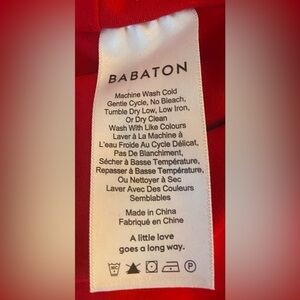 BABATON
Machine Wash Cold
Gentle Cycle, No Bleach,
Tumble Dry Low, Low Iron,
Or Dry Clean
Wash With Like Colours
Laver À La Machine À
L'eau Froide Au Cycle Délicat,
Pas De Blanchiment,
Sécher à Basse Température,
Repasser à Basse Température,
Ou Nettoyer à Sec
Laver Avec Des Couleurs
Semblables
Made in China
Fabriqué en Chine
A little love
goes a long way.